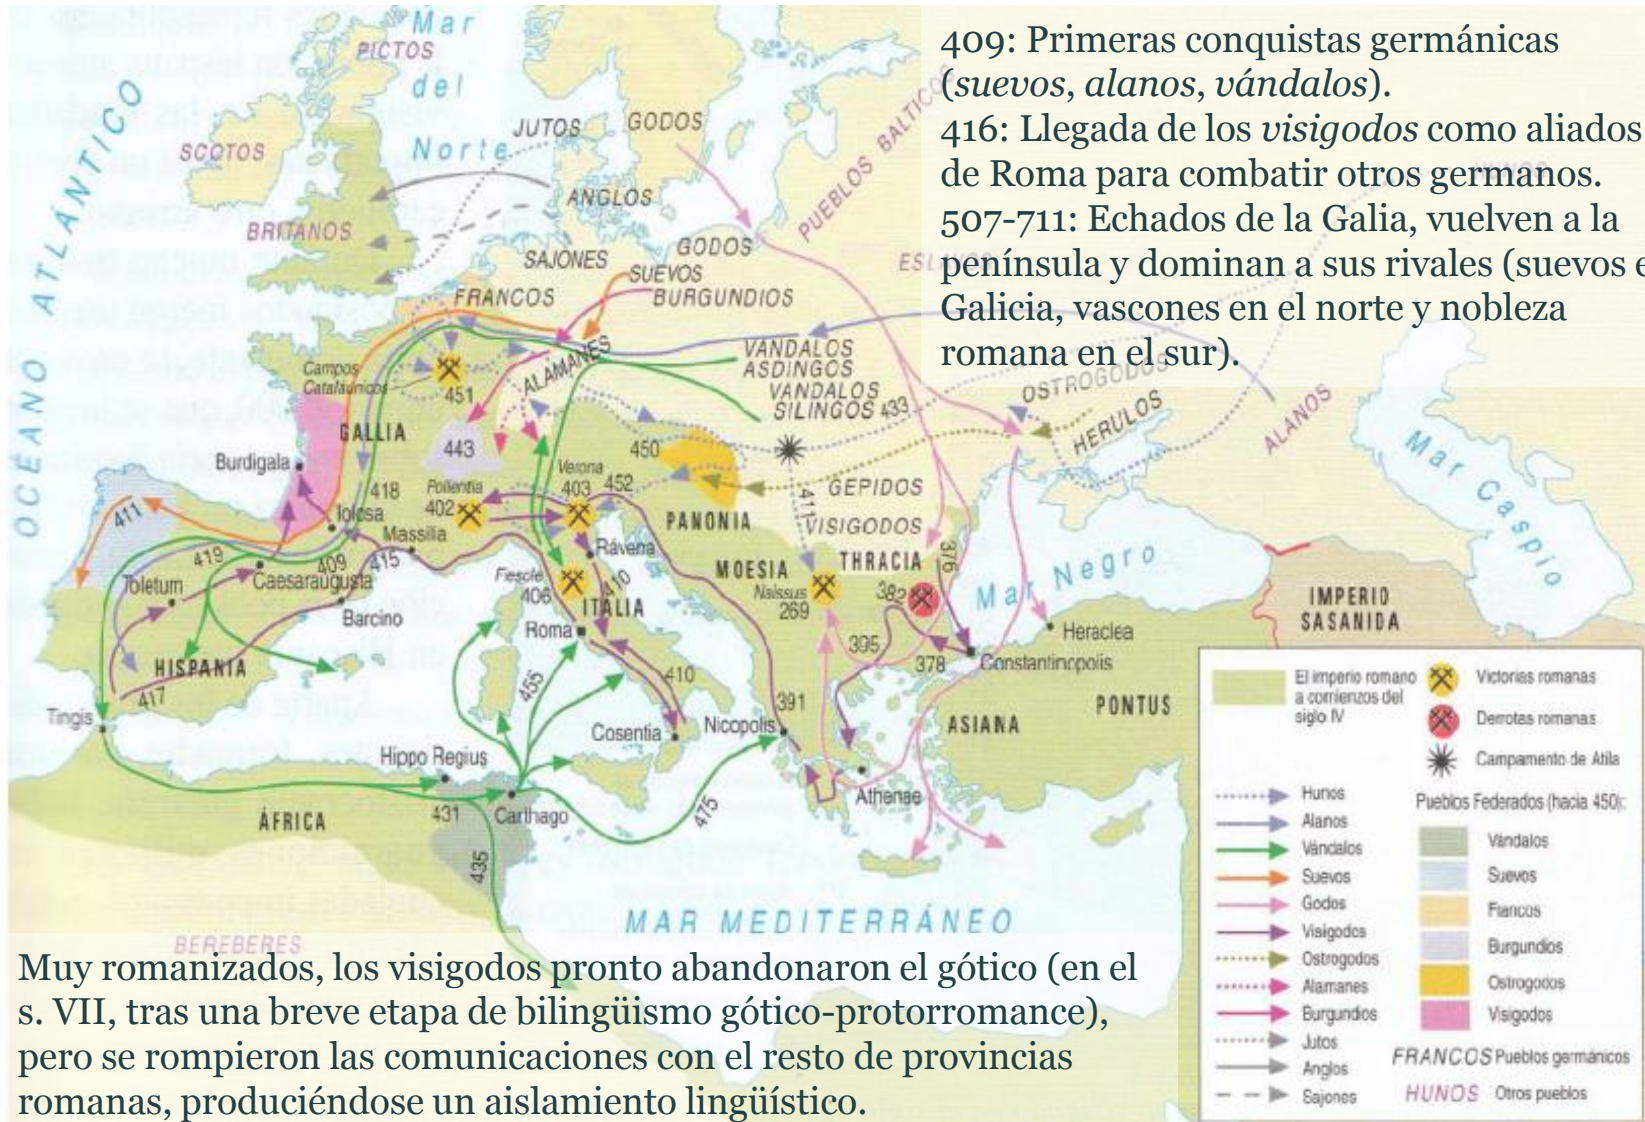 409: Primeras conquistas germánicas
(suevos, alanos, vándalos).
416: Llegada de los visigodos como aliados
de Roma para combatir otros germanos.
507-711: Echados de la Galia, vuelven a la
península y dominan a sus rivales (suevos e
Galicia, vascones en el norte y nobleza
romana en el sur).
Mar
del
Norte
PICTOS
SCOTOS
BRITANOS
JUTOS
GODOS
ANGLOS
PUEBLOS BALTICOS
HUNOS
SAJONES
GODOS
ESLAVOS
SUEVOS
FRANCOS
BURGUNDIOS
OCEANO ATLÁNTICO
ALAMANES
VANDALOS
ASDINGOS
VANDALOS
SILINGOS
433
OSTROGODOS
HERULOS
ALANOS
Campos
Cataláunicos
451
GALLIA
443
450
Burdigala
418
Tolosa
Pollentia
402
Verona
403
452
GEPIDOS
PANONIA
411
VISIGODOS
Mar Caspio
411
Massilia
419
409
415
Rávena
Toletum
Caesaraugusta
Barcino
Fiesole
406
410
ITALIA
Roma
MOESIA
THRACIA
376
Naissus
269
382
Mar Negro
IMPERIO
SASANIDA
Heraclea
395
378
Constantinopolis
HISPANIA
417
Tingis
455
410
391
Cosentia
Nicopolis
ASIANA
PONTUS
Hippo Regius
431
Carthago
475
Athenae
ÁFRICA
435
MAR MEDITERRÁNEO
BEREBERES
El imperio romano
a comienzos del
siglo IV
Victorias romanas
Derrotas romanas
Campamento de Atila
Hunos
Alanos
Vándalos
Suevos
Godos
Visigodos
Ostrogodos
Alamanes
Burgundios
Jutos
Anglos
Sajones
Pueblos Federados (hacia 450):
Vándalos
Suevos
Francos
Burgundios
Ostrogodos
Visigodos
FRANCOS Pueblos germánicos
HUNOS Otros pueblos
Muy romanizados, los visigodos pronto abandonaron el gótico (en el
s. VII, tras una breve etapa de bilingüismo gótico-protorromance),
pero se rompieron las comunicaciones con el resto de provincias
romanas, produciéndose un aislamiento lingüístico.